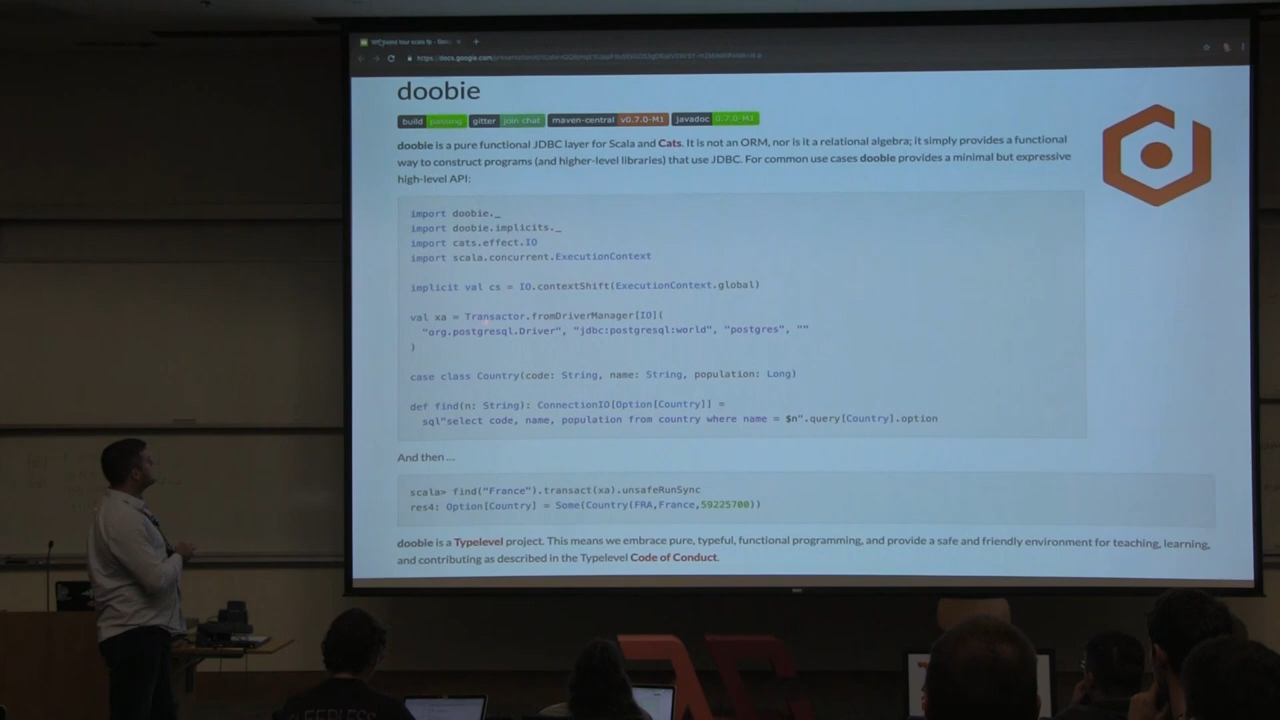 https://docs.google.com
doobie
build passing gitter join chat maven-central v0.7.0-M1 javadoc 0.7.0-M1
doobie is a pure functional JDBC layer for Scala and Cats. It is not an ORM, nor is it a relational algebra; it simply provides a functional
way to construct programs (and higher-level libraries) that use JDBC. For common use cases doobie provides a minimal but expressive
high-level API:
import doobie._
import doobie.implicits._
import cats.effect.IO
import scala.concurrent.ExecutionContext
implicit val cs = IO.contextShift(ExecutionContext.global)
val xa = Transactor.fromDriverManager[IO](
"org.postgresql.Driver", "jdbc:postgresql:world", "postgres", ""
)
case class Country(code: String, name: String, population: Long)
def find(n: String): ConnectionIO[Option[Country]] =
sql"select code, name, population from country where name = $n".query[Country].option
And then ...
scala> find("France").transact(xa).unsafeRunSync
res4: Option[Country] = Some(Country(FRA,France,59225700))
doobie is a Typelevel project. This means we embrace pure, typeful, functional programming, and provide a safe and friendly environment for teaching, learning,
and contributing as described in the Typelevel Code of Conduct.
SLEEPLESS